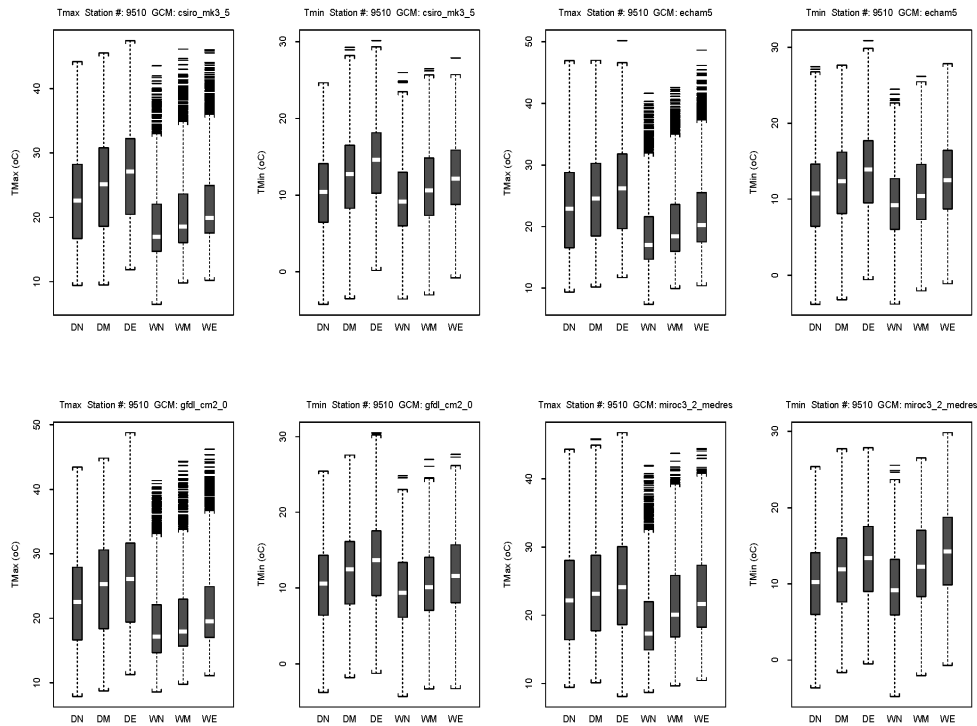 Tmax Station #: 9510 GCM: csiro_mk3_5
TMax (oC)
40
30
20
10
DN DM DE WN WM WE
Tmin Station #: 9510 GCM: csiro_mk3_5
TMin (oC)
30
20
10
0
DN DM DE WN WM WE
Tmax Station #: 9510 GCM: echam5
TMax (oC)
50
40
30
20
10
DN DM DE WN WM WE
Tmin Station #: 9510 GCM: echam5
TMin (oC)
30
20
10
0
DN DM DE WN WM WE
Tmax Station #: 9510 GCM: gfdl_cm2_0
TMax (oC)
50
40
30
20
10
DN DM DE WN WM WE
Tmin Station #: 9510 GCM: gfdl_cm2_0
TMin (oC)
30
20
10
0
DN DM DE WN WM WE
Tmax Station #: 9510 GCM: miroc3_2_medres
TMax (oC)
40
30
20
10
DN DM DE WN WM WE
Tmin Station #: 9510 GCM: miroc3_2_medres
TMin (oC)
30
20
10
0
DN DM DE WN WM WE